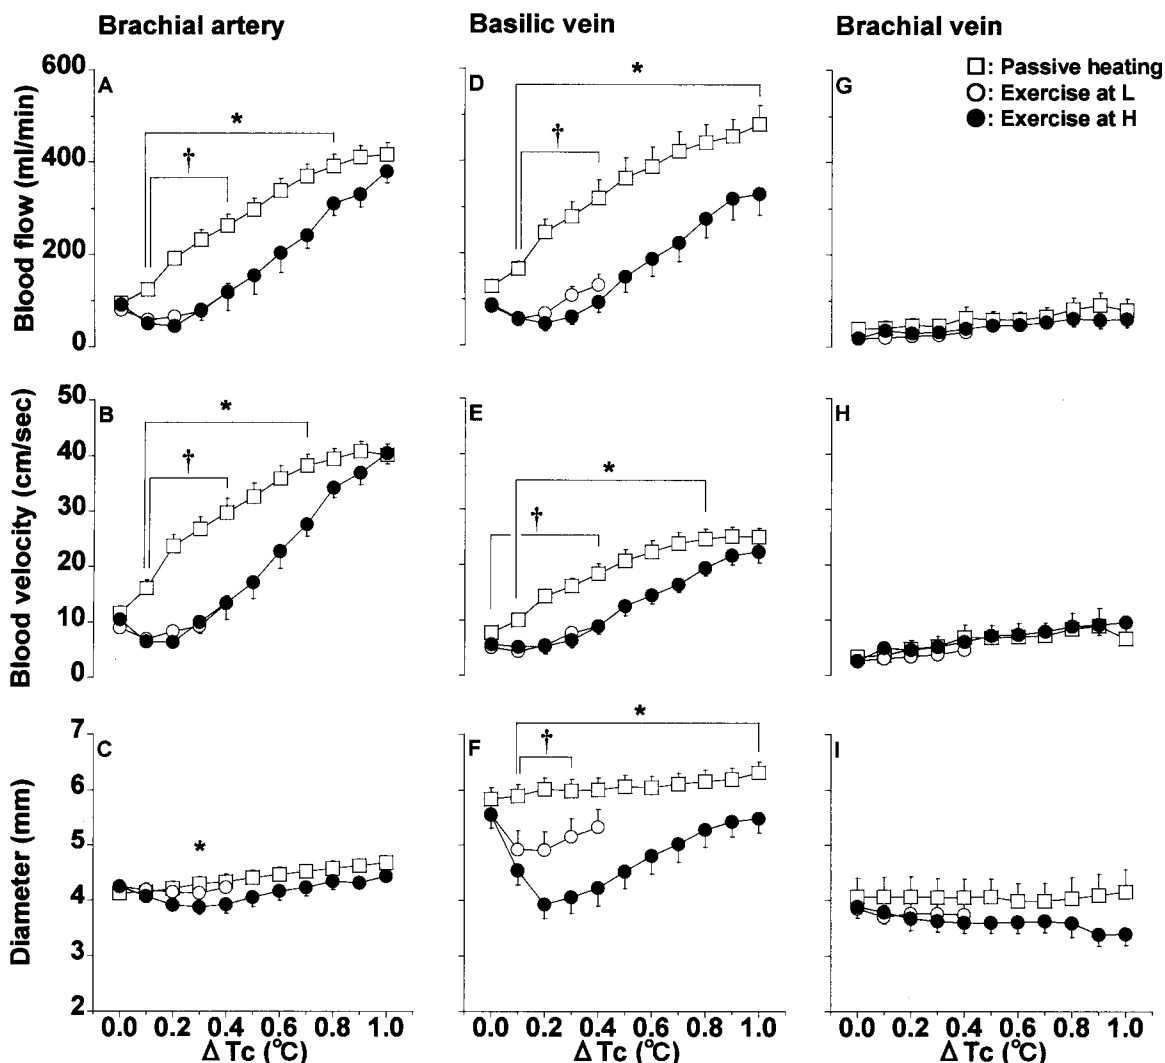 Brachial artery
Basilic vein
Brachial vein
A
D
G
□: Passive heating
○: Exercise at L
●: Exercise at H
Blood flow (ml/min)
600
400
200
0
*
†
*
†
B
E
H
Blood velocity (cm/sec)
50
40
30
20
10
0
*
†
*
†
C
F
I
Diameter (mm)
7
6
5
4
3
2
*
*
†
0.0 0.2 0.4 0.6 0.8 1.0
0.0 0.2 0.4 0.6 0.8 1.0
0.0 0.2 0.4 0.6 0.8 1.0
Δ Tc (°C)
Δ Tc (°C)
Δ Tc (°C)